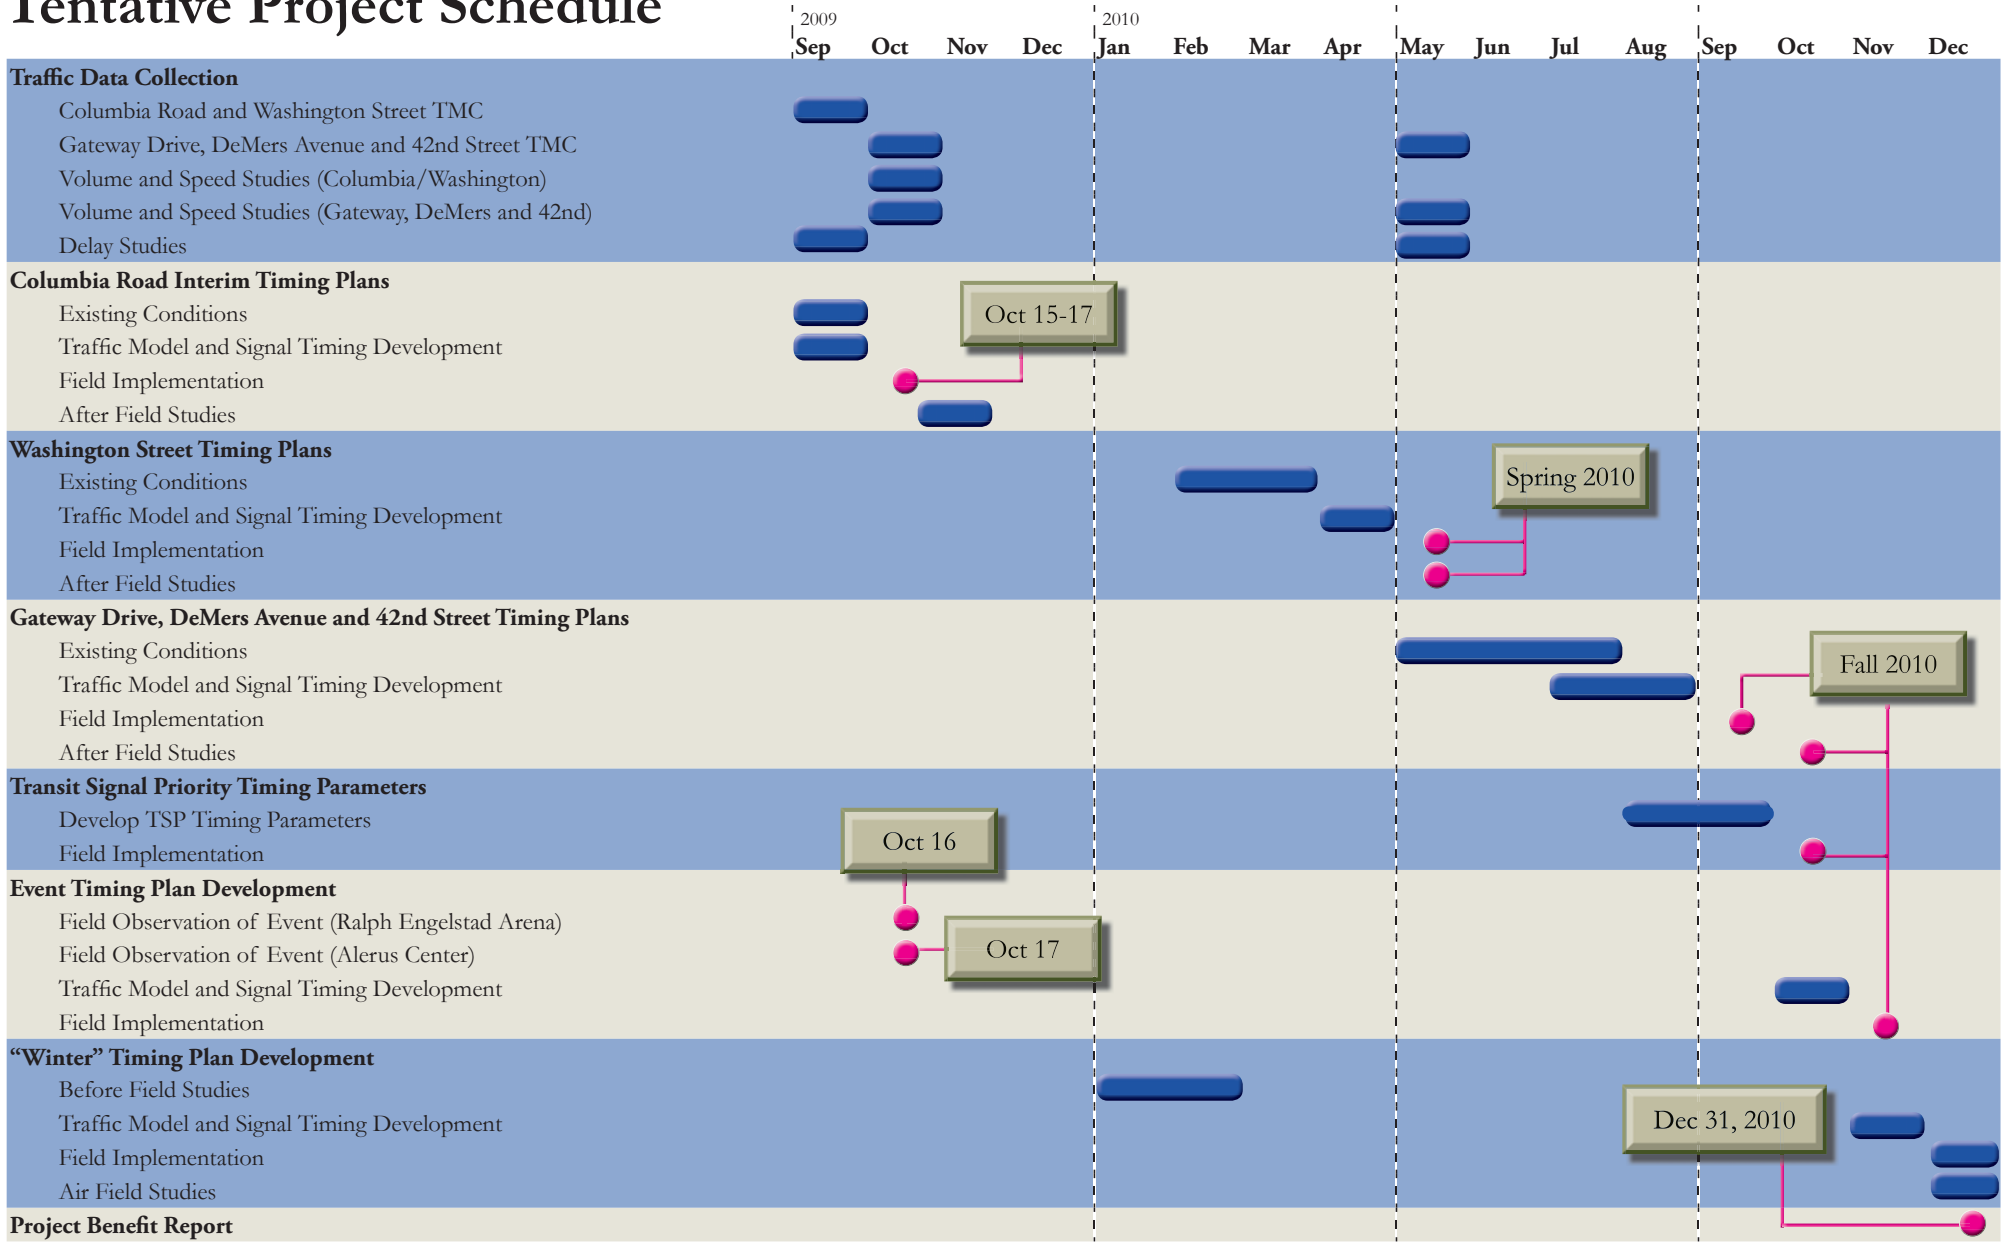 Tentative Project Schedule
2009 2010
Sep Oct Nov Dec Jan Feb Mar Apr May Jun Jul Aug Sep Oct Nov Dec
Traffic Data Collection
Columbia Road and Washington Street TMC
Gateway Drive, DeMers Avenue and 42nd Street TMC
Volume and Speed Studies (Columbia/Washington)
Volume and Speed Studies (Gateway, DeMers and 42nd)
Delay Studies
Columbia Road Interim Timing Plans
Existing Conditions
Oct 15-17
Traffic Model and Signal Timing Development
Field Implementation
After Field Studies
Washington Street Timing Plans
Existing Conditions
Spring 2010
Traffic Model and Signal Timing Development
Field Implementation
After Field Studies
Gateway Drive, DeMers Avenue and 42nd Street Timing Plans
Existing Conditions
Fall 2010
Traffic Model and Signal Timing Development
Field Implementation
After Field Studies
Transit Signal Priority Timing Parameters
Develop TSP Timing Parameters
Oct 16
Field Implementation
Event Timing Plan Development
Field Observation of Event (Ralph Engelstad Arena)
Field Observation of Event (Alerus Center)
Oct 17
Traffic Model and Signal Timing Development
Field Implementation
“Winter” Timing Plan Development
Before Field Studies
Traffic Model and Signal Timing Development
Dec 31, 2010
Field Implementation
Air Field Studies
Project Benefit Report